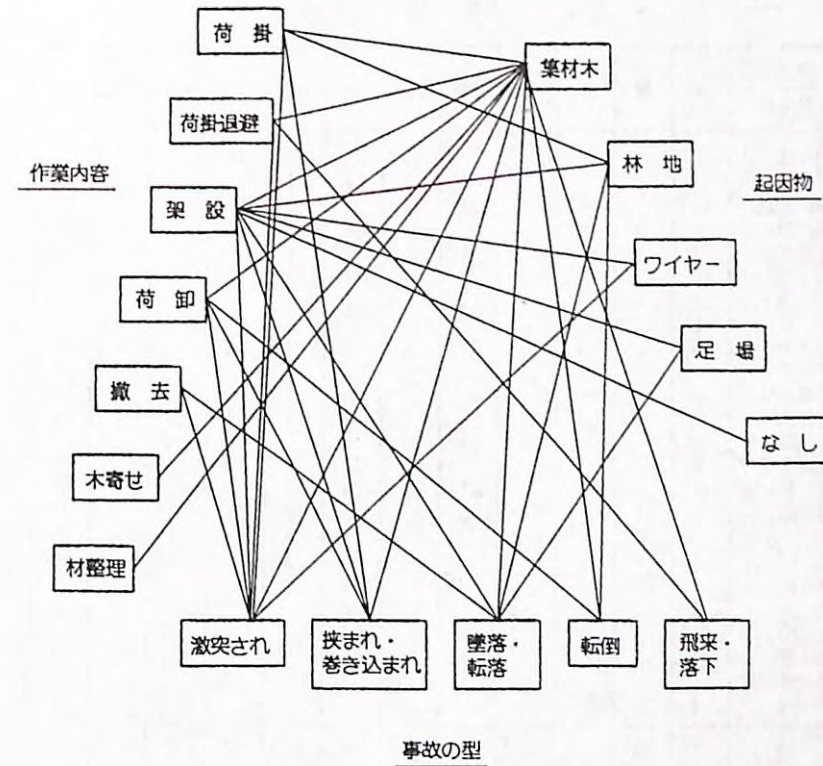 荷掛
集材木
荷掛退避
林地
作業内容
起因物
架設
ワイヤー
荷卸
足場
撤去
なし
木寄せ
材整理
激突され
挟まれ・
巻き込まれ
墜落・
転落
転倒
飛来・
落下
事故の型